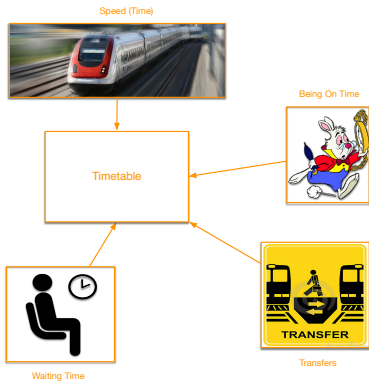 Speed (Time)
Being On Time
Timetable
TRANSFER
Waiting Time
Transfers